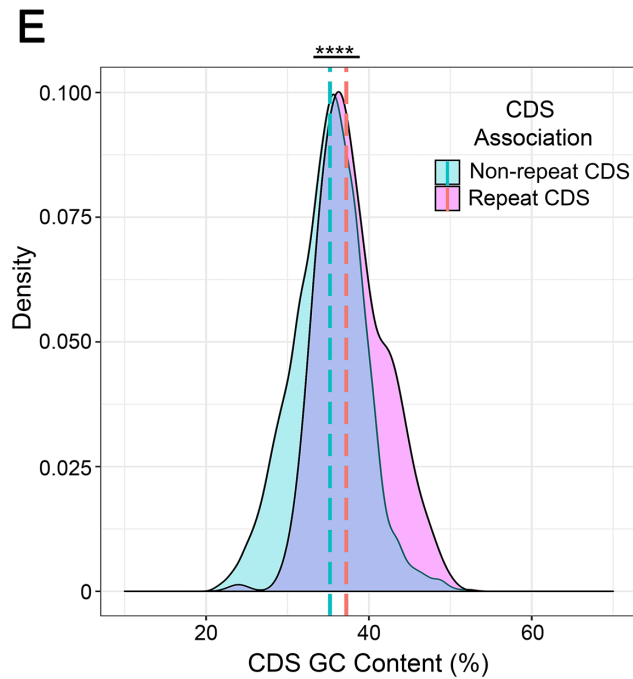 E
****
CDS
Association
Non-repeat CDS
Repeat CDS
Density
0.100
0.075
0.050
0.025
0
20 40 60
CDS GC Content (%)